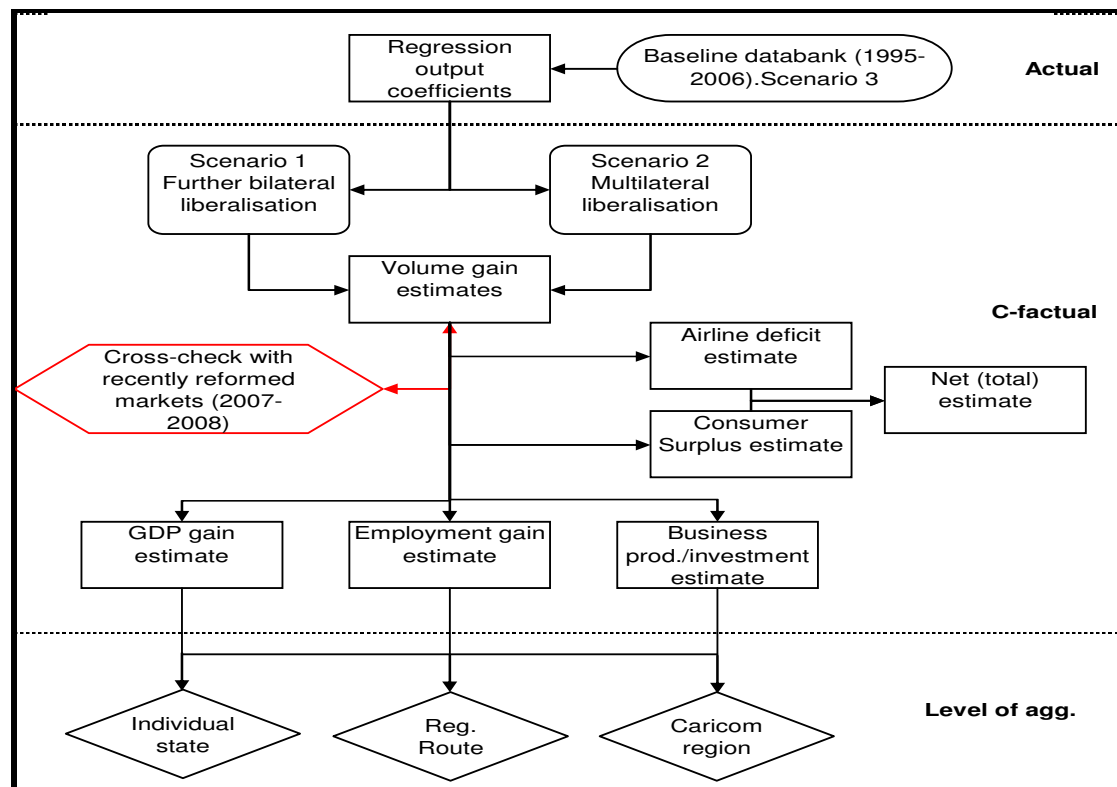 Regression
output
coefficients
Baseline databank (1995-
2006).Scenario 3
Actual
Scenario 1
Further bilateral
liberalisation
Scenario 2
Multilateral
liberalisation
Volume gain
estimates
C-factual
Cross-check with
recently reformed
markets (2007-
2008)
Airline deficit
estimate
Net (total)
estimate
Consumer
Surplus estimate
GDP gain
estimate
Employment gain
estimate
Business
prod./investment
estimate
Individual
state
Reg.
Route
Caricom
region
Level of agg.